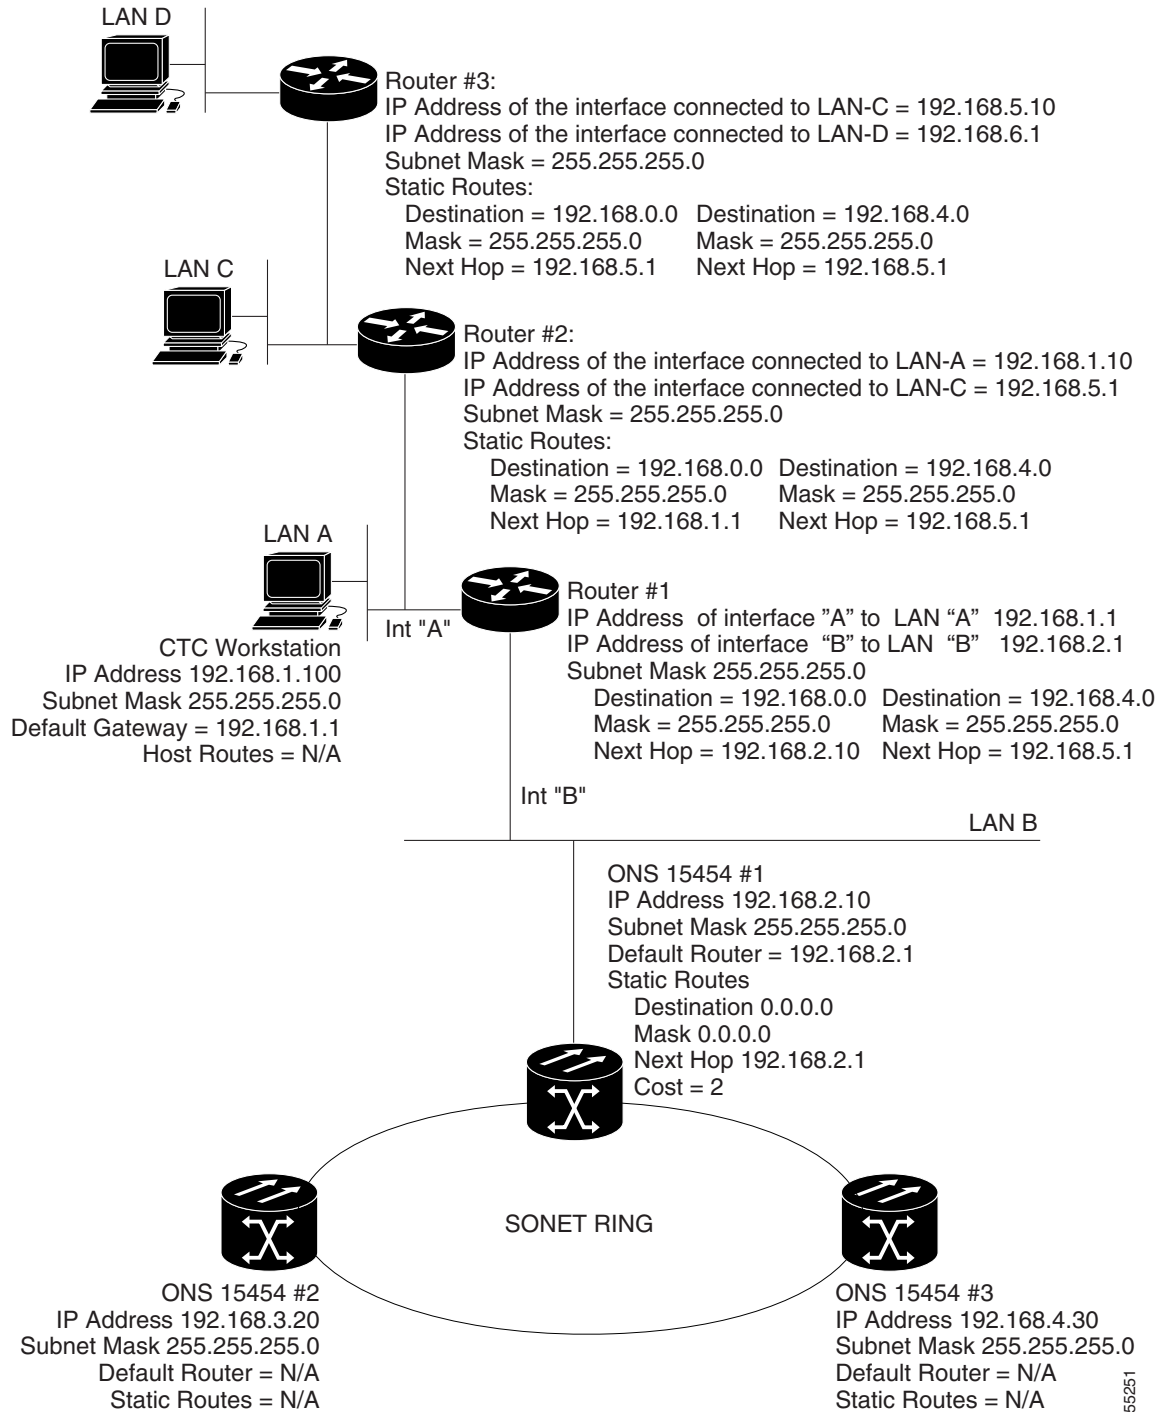 LAN D
Router #3:
IP Address of the interface connected to LAN-C = 192.168.5.10
IP Address of the interface connected to LAN-D = 192.168.6.1
Subnet Mask = 255.255.255.0
Static Routes:
Destination = 192.168.0.0 Destination = 192.168.4.0
Mask = 255.255.255.0 Mask = 255.255.255.0
Next Hop = 192.168.5.1 Next Hop = 192.168.5.1
LAN C
Router #2:
IP Address of the interface connected to LAN-A = 192.168.1.10
IP Address of the interface connected to LAN-C = 192.168.5.1
Subnet Mask = 255.255.255.0
Static Routes:
Destination = 192.168.0.0 Destination = 192.168.4.0
Mask = 255.255.255.0 Mask = 255.255.255.0
Next Hop = 192.168.1.1 Next Hop = 192.168.5.1
LAN A
Int "A"
Router #1
IP Address of interface ”A” to LAN “A” 192.168.1.1
IP Address of interface “B” to LAN “B” 192.168.2.1
Subnet Mask 255.255.255.0
Destination = 192.168.0.0 Destination = 192.168.4.0
Mask = 255.255.255.0 Mask = 255.255.255.0
Next Hop = 192.168.2.10 Next Hop = 192.168.5.1
CTC Workstation
IP Address 192.168.1.100
Subnet Mask 255.255.255.0
Default Gateway = 192.168.1.1
Host Routes = N/A
Int "B"
LAN B
ONS 15454 #1
IP Address 192.168.2.10
Subnet Mask 255.255.255.0
Default Router = 192.168.2.1
Static Routes
Destination 0.0.0.0
Mask 0.0.0.0
Next Hop 192.168.2.1
Cost = 2
SONET RING
ONS 15454 #2
IP Address 192.168.3.20
Subnet Mask 255.255.255.0
Default Router = N/A
Static Routes = N/A
ONS 15454 #3
IP Address 192.168.4.30
Subnet Mask 255.255.255.0
Default Router = N/A
Static Routes = N/A
55251